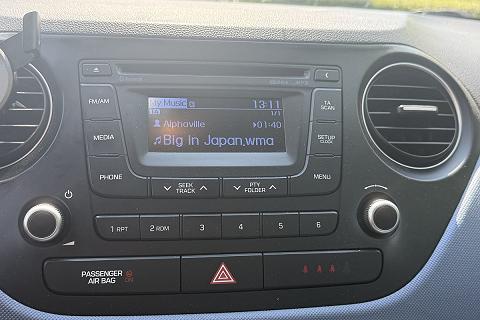 FM/AM
MEDIA
PHONE
My Music
13:11
1/1
Alphaville
01:40
Big In Japan.wma
TA
SCAN
SETUP
CLOCK
MENU
SEEK
TRACK
PTY
FOLDER
1 RPT
2 RDM
3
4
5
6
PASSENGER
AIR BAG
ON